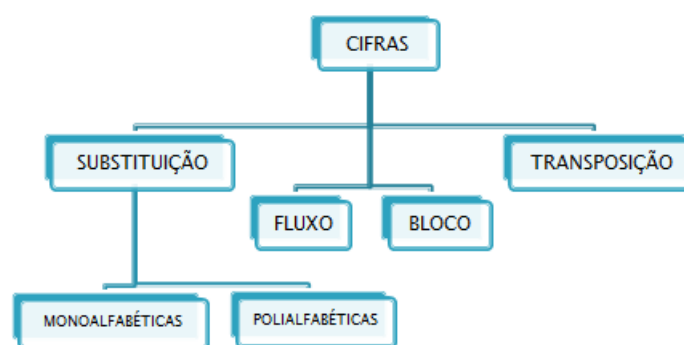 CIFRAS
SUBSTITUIÇÃO
TRANSPOSIÇÃO
FLUXO
BLOCO
MONOALFABÉTICAS
POLIALFABÉTICAS